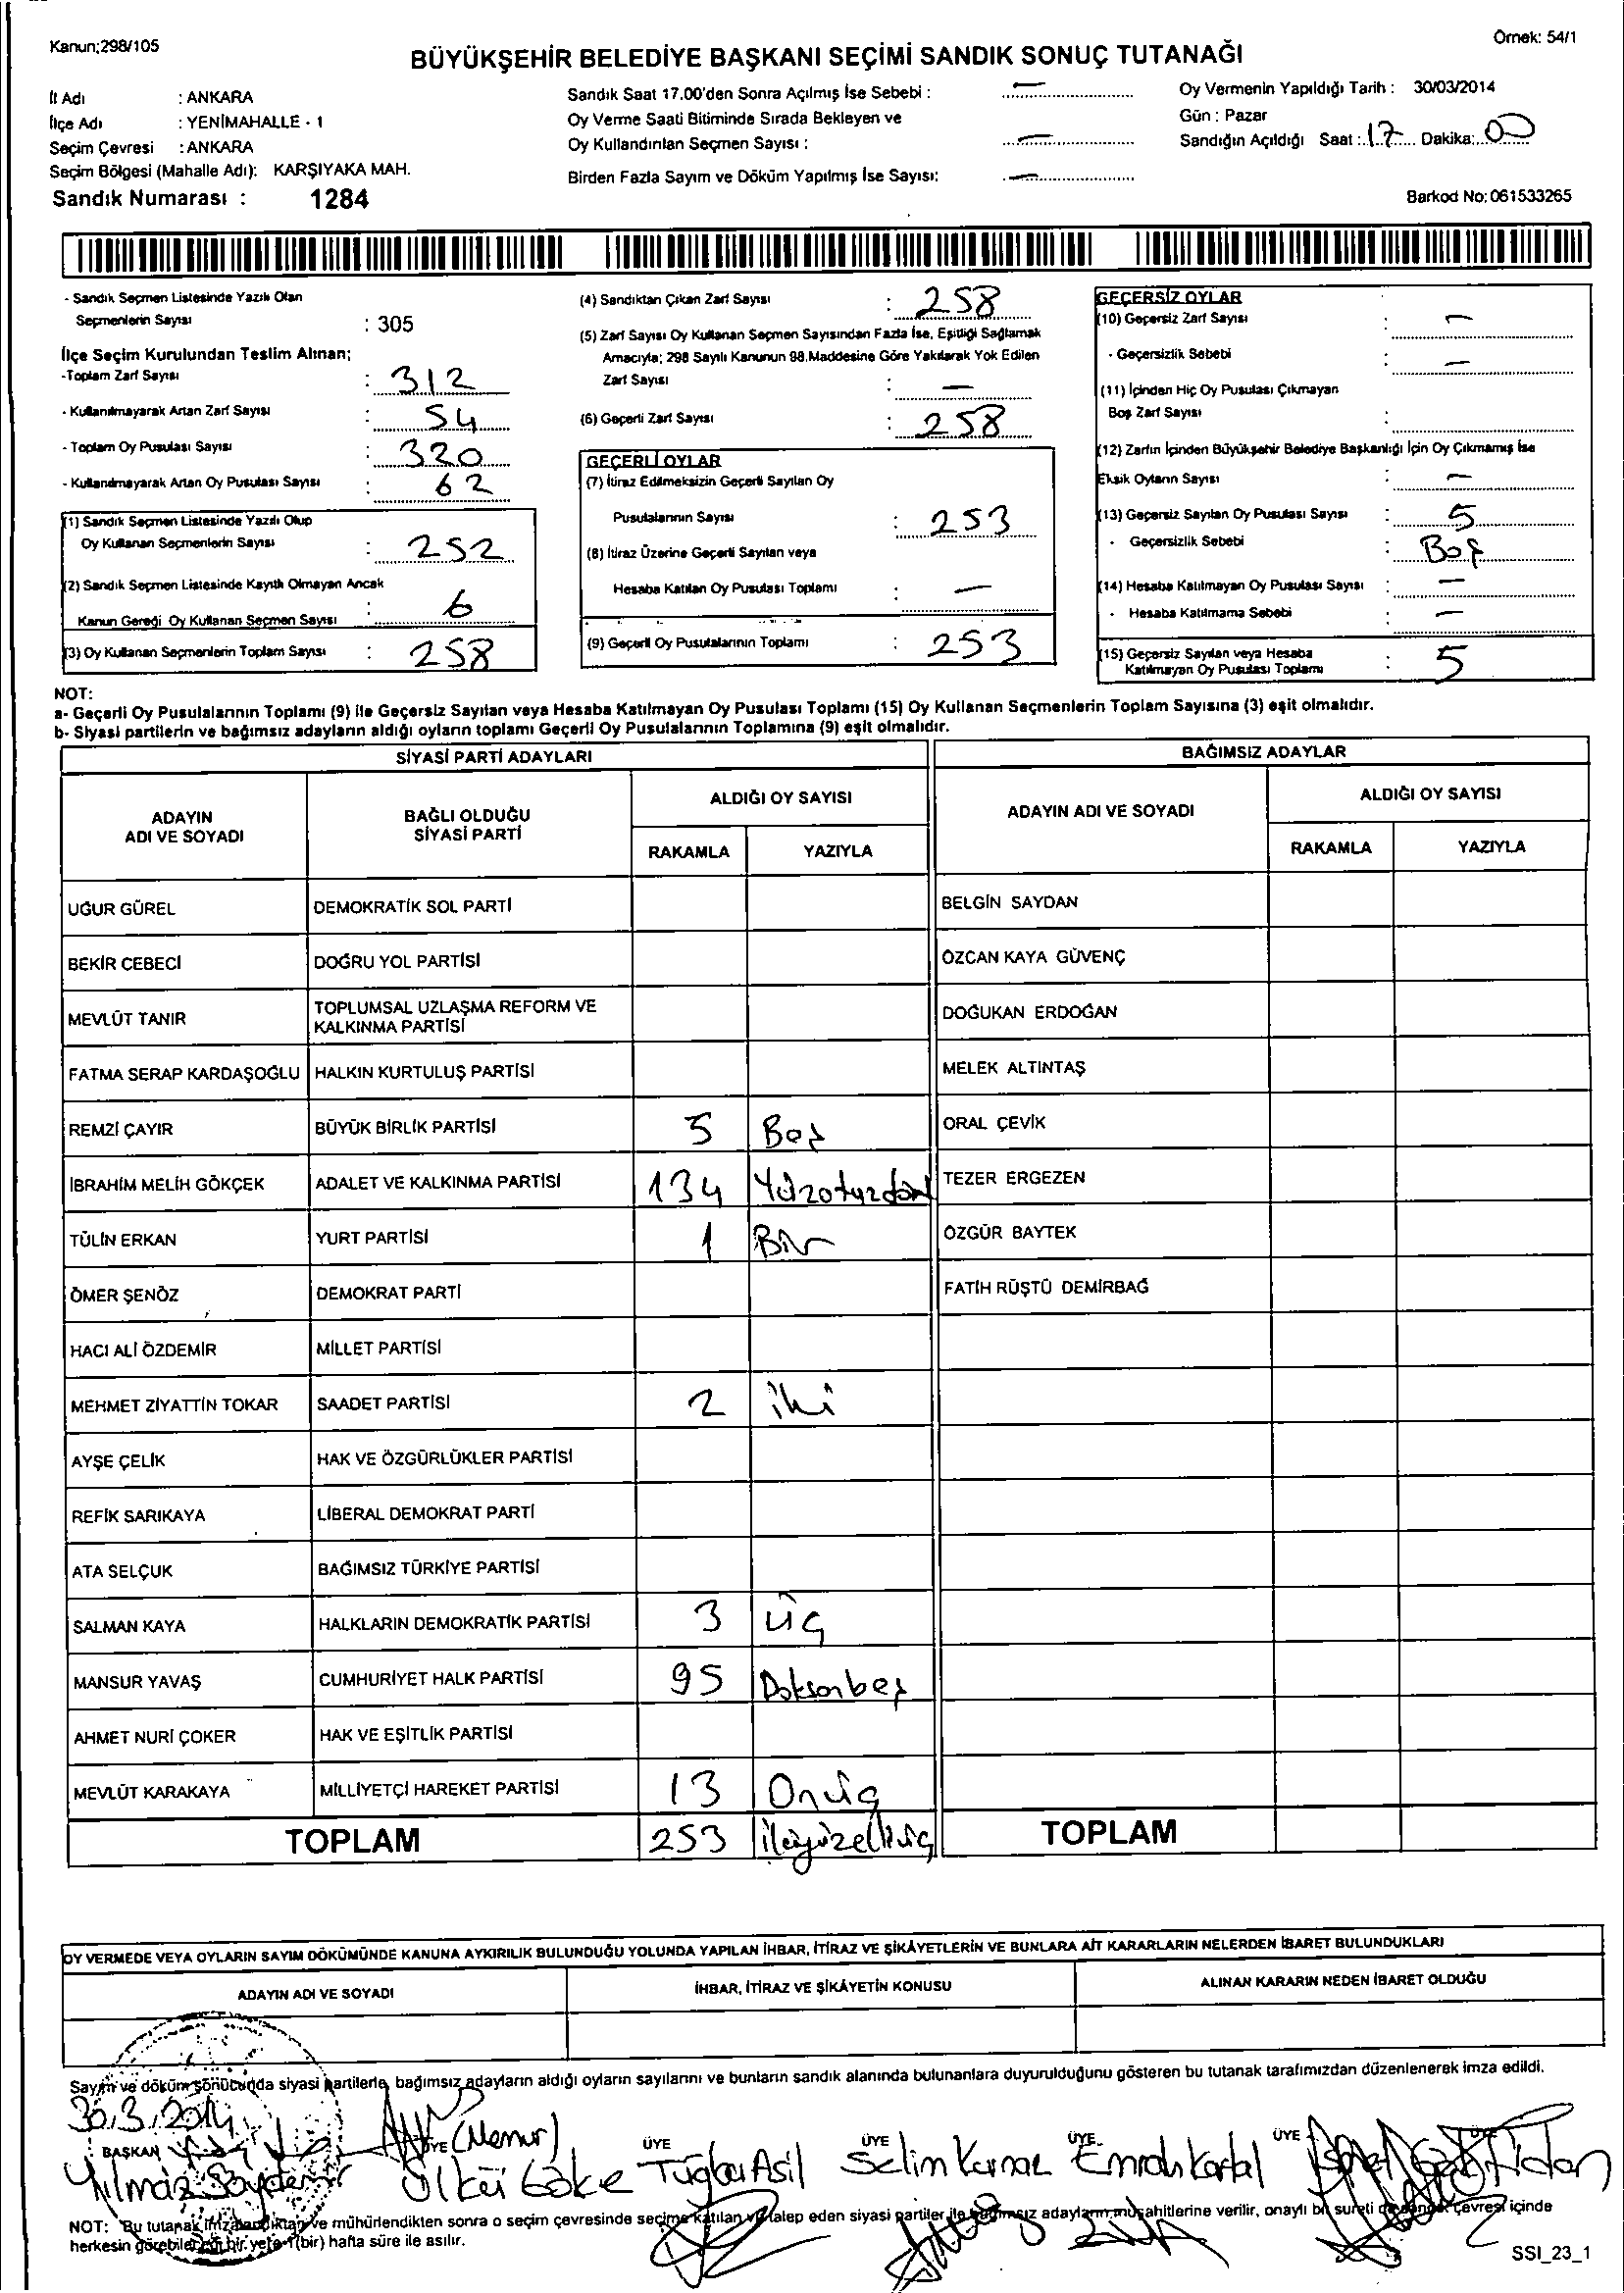 Kanun;298/105
Örnek: 54/1
BÜYÜKŞEHİR BELEDİYE BAŞKANI SEÇİMİ SANDIK SONUÇ TUTANAĞI
İl Adı : ANKARA
İlçe Adı : YENİMAHALLE - 1
Seçim Çevresi : ANKARA
Seçim Bölgesi (Mahalle Adı): KARŞIYAKA MAH.
Sandık Numarası : 1284
Sandık Saat 17.00'den Sonra Açılmış İse Sebebi : —
Oy Verme Saati Bitiminde Sırada Bekleyen ve
Oy Kullandırılan Seçmen Sayısı : —
Birden Fazla Sayım ve Döküm Yapılmış İse Sayısı: —
Oy Vermenin Yapıldığı Tarih : 30/03/2014
Gün : Pazar
Sandığın Açıldığı Saat : 17 Dakika: 00
Barkod No: 061533265
- Sandık Seçmen Listesinde Yazılı Olan
Seçmenlerin Sayısı : 305
İlçe Seçim Kurulundan Teslim Alınan;
-Toplam Zarf Sayısı : 312
- Kullanılmayarak Artan Zarf Sayısı : 54
- Toplam Oy Pusulası Sayısı : 320
- Kullanılmayarak Artan Oy Pusulası Sayısı : 62
(1) Sandık Seçmen Listesinde Yazılı Olup
Oy Kullanan Seçmenlerin Sayısı : 252
(2) Sandık Seçmen Listesinde Kayıtlı Olmayan Ancak
Kanun Gereği Oy Kullanan Seçmen Sayısı : 6
(3) Oy Kullanan Seçmenlerin Toplam Sayısı : 258
(4) Sandıktan Çıkan Zarf Sayısı : 258
(5) Zarf Sayısı Oy Kullanan Seçmen Sayısından Fazla İse, Eşitliği Sağlamak
Amacıyla; 298 Sayılı Kanunun 98.Maddesine Göre Yakılarak Yok Edilen
Zarf Sayısı : —
(6) Geçerli Zarf Sayısı : 258
GEÇERLİ OYLAR
(7) İtiraz Edilmeksizin Geçerli Sayılan Oy
Pusulalarının Sayısı : 253
(8) İtiraz Üzerine Geçerli Sayılan veya
Hesaba Katılan Oy Pusulası Toplamı : —
(9) Geçerli Oy Pusulalarının Toplamı : 253
GEÇERSİZ OYLAR
(10) Geçersiz Zarf Sayısı : —
- Geçersizlik Sebebi : —
(11) İçinden Hiç Oy Pusulası Çıkmayan
Boş Zarf Sayısı :
(12) Zarfın İçinden Büyükşehir Belediye Başkanlığı İçin Oy Çıkmamış İse
Eksik Oyların Sayısı : —
(13) Geçersiz Sayılan Oy Pusulası Sayısı : 5
- Geçersizlik Sebebi : Boş
(14) Hesaba Katılmayan Oy Pusulası Sayısı : —
- Hesaba Katılmama Sebebi : —
(15) Geçersiz Sayılan veya Hesaba
Katılmayan Oy Pusulası Toplamı : 5
NOT:
a- Geçerli Oy Pusulalarının Toplamı (9) ile Geçersiz Sayılan veya Hesaba Katılmayan Oy Pusulası Toplamı (15) Oy Kullanan Seçmenlerin Toplam Sayısına (3) eşit olmalıdır.
b- Siyasi partilerin ve bağımsız adayların aldığı oyların toplamı Geçerli Oy Pusulalarının Toplamına (9) eşit olmalıdır.
SİYASİ PARTİ ADAYLARI
BAĞIMSIZ ADAYLAR
ADAYIN ADI VE SOYADI
BAĞLI OLDUĞU SİYASİ PARTİ
ALDIĞI OY SAYISI
RAKAMLA YAZIYLA
ADAYIN ADI VE SOYADI
ALDIĞI OY SAYISI
RAKAMLA YAZIYLA
UĞUR GÜREL DEMOKRATİK SOL PARTİ BELGİN SAYDAN
BEKİR CEBECİ DOĞRU YOL PARTİSİ ÖZCAN KAYA GÜVENÇ
MEVLÜT TANIR TOPLUMSAL UZLAŞMA REFORM VE KALKINMA PARTİSİ DOĞUKAN ERDOĞAN
FATMA SERAP KARDAŞOĞLU HALKIN KURTULUŞ PARTİSİ MELEK ALTINTAŞ
REMZİ ÇAYIR BÜYÜK BİRLİK PARTİSİ 5 Beş ORAL ÇEVİK
İBRAHİM MELİH GÖKÇEK ADALET VE KALKINMA PARTİSİ 134 Yüzotuzdört TEZER ERGEZEN
TÜLİN ERKAN YURT PARTİSİ 1 Bir ÖZGÜR BAYTEK
ÖMER ŞENÖZ DEMOKRAT PARTİ FATİH RÜŞTÜ DEMİRBAĞ
HACI ALİ ÖZDEMİR MİLLET PARTİSİ
MEHMET ZİYATTİN TOKAR SAADET PARTİSİ 2 iki
AYŞE ÇELİK HAK VE ÖZGÜRLÜKLER PARTİSİ
REFİK SARIKAYA LİBERAL DEMOKRAT PARTİ
ATA SELÇUK BAĞIMSIZ TÜRKİYE PARTİSİ
SALMAN KAYA HALKLARIN DEMOKRATİK PARTİSİ 3 üç
MANSUR YAVAŞ CUMHURİYET HALK PARTİSİ 95 Doksanbeş
AHMET NURİ ÇOKER HAK VE EŞİTLİK PARTİSİ
MEVLÜT KARAKAYA MİLLİYETÇİ HAREKET PARTİSİ 13 Onüç
TOPLAM 253 ikiyüzelliüç TOPLAM
OY VERMEDE VEYA OYLARIN SAYIM DÖKÜMÜNDE KANUNA AYKIRILIK BULUNDUĞU YOLUNDA YAPILAN İHBAR, İTİRAZ VE ŞİKÂYETLERİN VE BUNLARA AİT KARARLARIN NELERDEN İBARET BULUNDUKLARI
ADAYIN ADI VE SOYADI
İHBAR, İTİRAZ VE ŞİKÂYETİN KONUSU
ALINAN KARARIN NEDEN İBARET OLDUĞU
Sayım ve döküm sonucunda siyasi partilerle, bağımsız adayların aldığı oyların sayılarını ve bunların sandık alanında bulunanlara duyurulduğunu gösteren bu tutanak tarafımızdan düzenlenerek imza edildi.
30.3.2014
BAŞKAN ÜYE (Memur) ÜYE ÜYE ÜYE ÜYE
Yılmaz Ülkü Göke Tuğba Asil Selim Kırmaz Emrah Kartal
NOT: Bu tutanak imzalandıktan ve mühürlendikten sonra o seçim çevresinde seçime katılan ve talep eden siyasi partiler ile bağımsız adayların müşahitlerine verilir, onaylı bir sureti de sandık çevresi içinde
herkesin görebileceği bir yere 1(bir) hafta süre ile asılır.
SSI_23_1